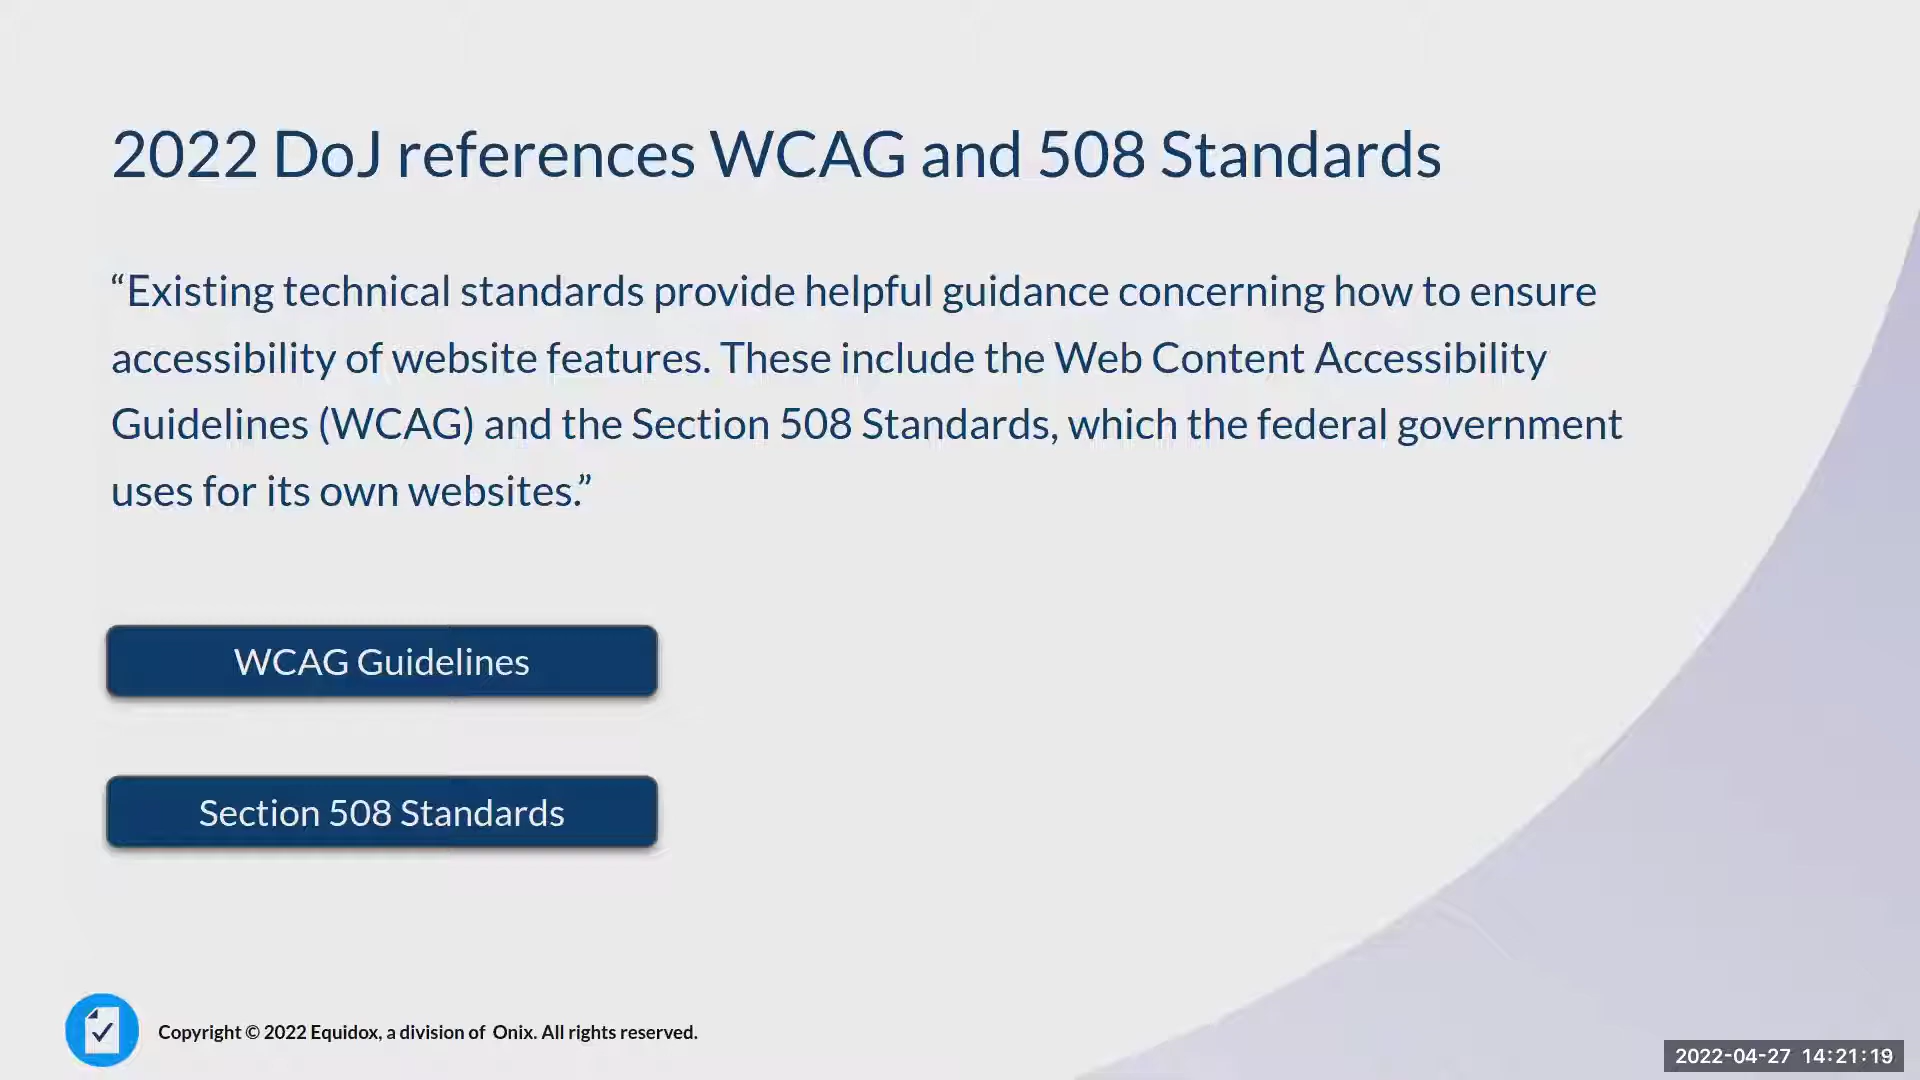 2022 DoJ references WCAG and 508 Standards
“Existing technical standards provide helpful guidance concerning how to ensure
accessibility of website features. These include the Web Content Accessibility
Guidelines (WCAG) and the Section 508 Standards, which the federal government
uses for its own websites.”
WCAG Guidelines
Section 508 Standards
Copyright © 2022 Equidox, a division of Onix. All rights reserved.
2022-04-27 14:21:19